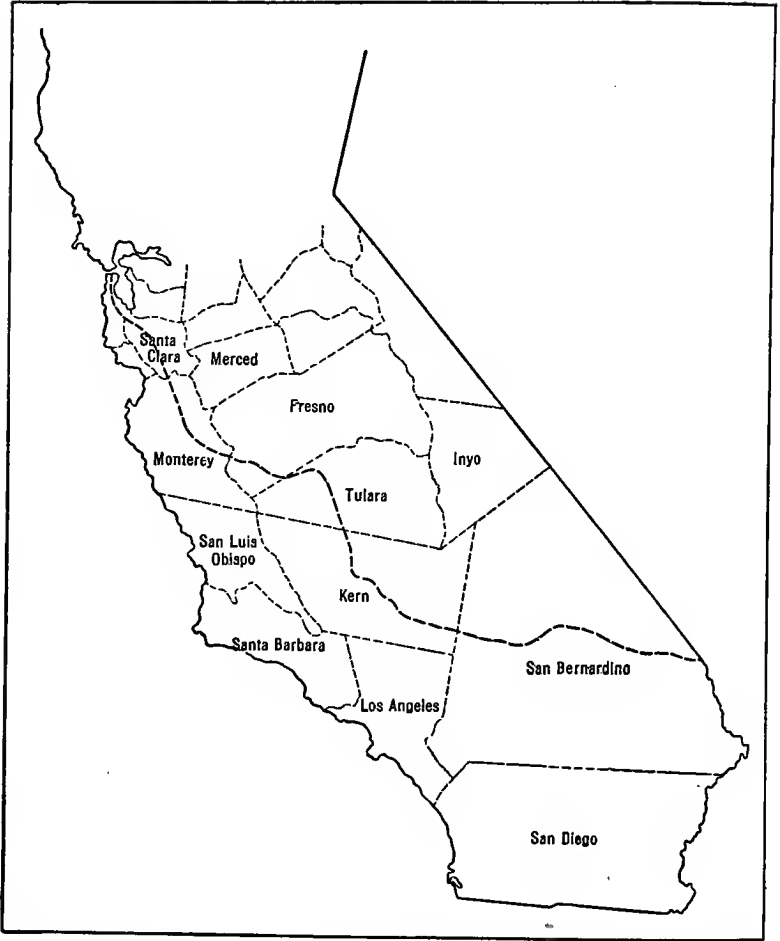 Santa
Clara
Merced
Fresno
Monterey
Inyo
Tulara
San Luis
Obispo
Kern
Santa Barbara
San Bernardino
Los Angeles
San Diego